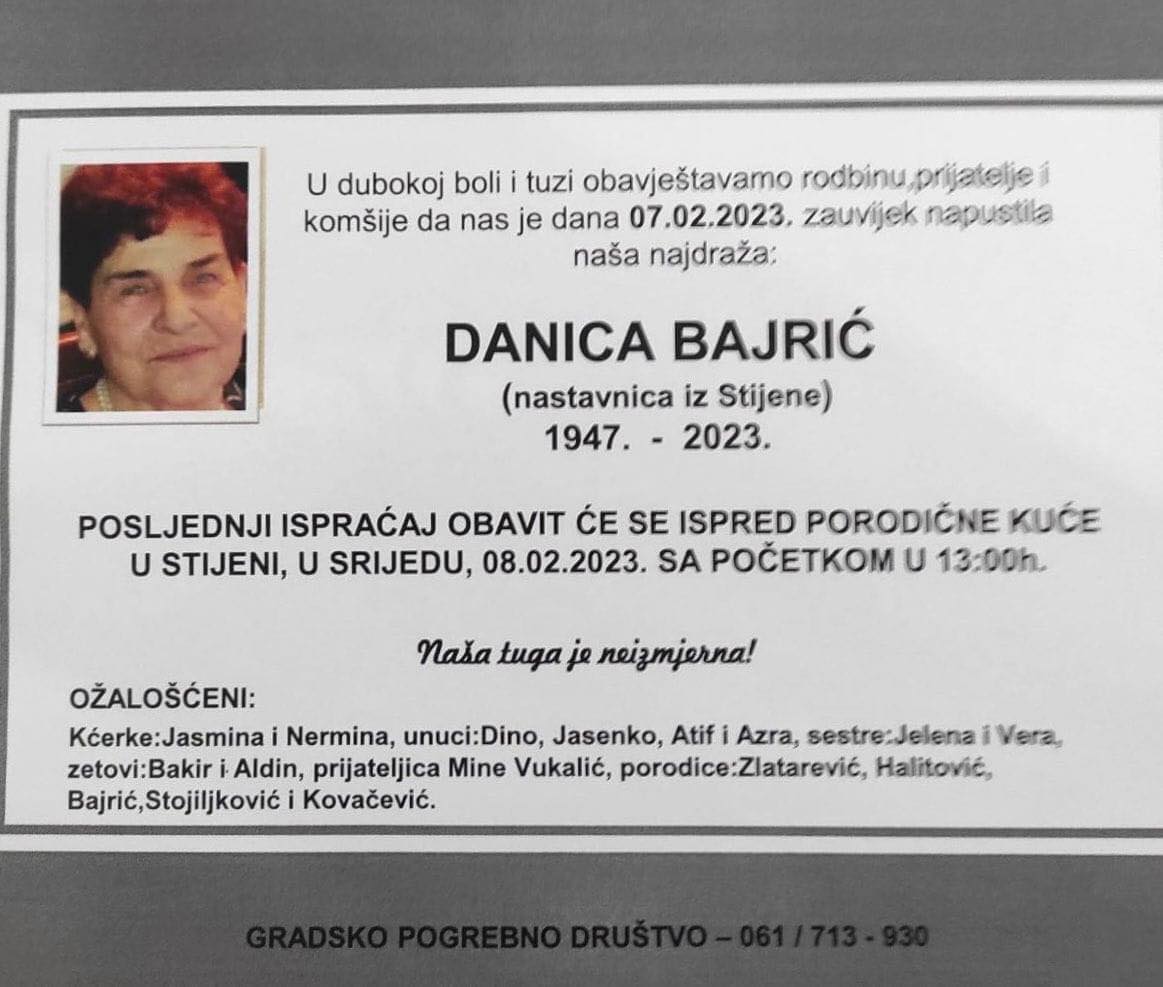 U dubokoj boli i tuzi obavještavamo rodbinu,prijatelje i
komšije da nas je dana 07.02.2023. zauvijek napustila
naša najdraža:
DANICA BAJRIĆ
(nastavnica iz Stijene)
1947. - 2023.
POSLJEDNJI ISPRAĆAJ OBAVIT ĆE SE ISPRED PORODIČNE KUĆE
U STIJENI, U SRIJEDU, 08.02.2023. SA POČETKOM U 13:00h.
Naša tuga je neizmjerna!
OŽALOŠĆENI:
Kćerke:Jasmina i Nermina, unuci:Dino, Jasenko, Atif i Azra, sestre:Jelena i Vera,
zetovi:Bakir i Aldin, prijateljica Mine Vukalić, porodice:Zlatarević, Halitović,
Bajrić,Stojiljković i Kovačević.
GRADSKO POGREBNO DRUŠTVO – 061 / 713 - 930